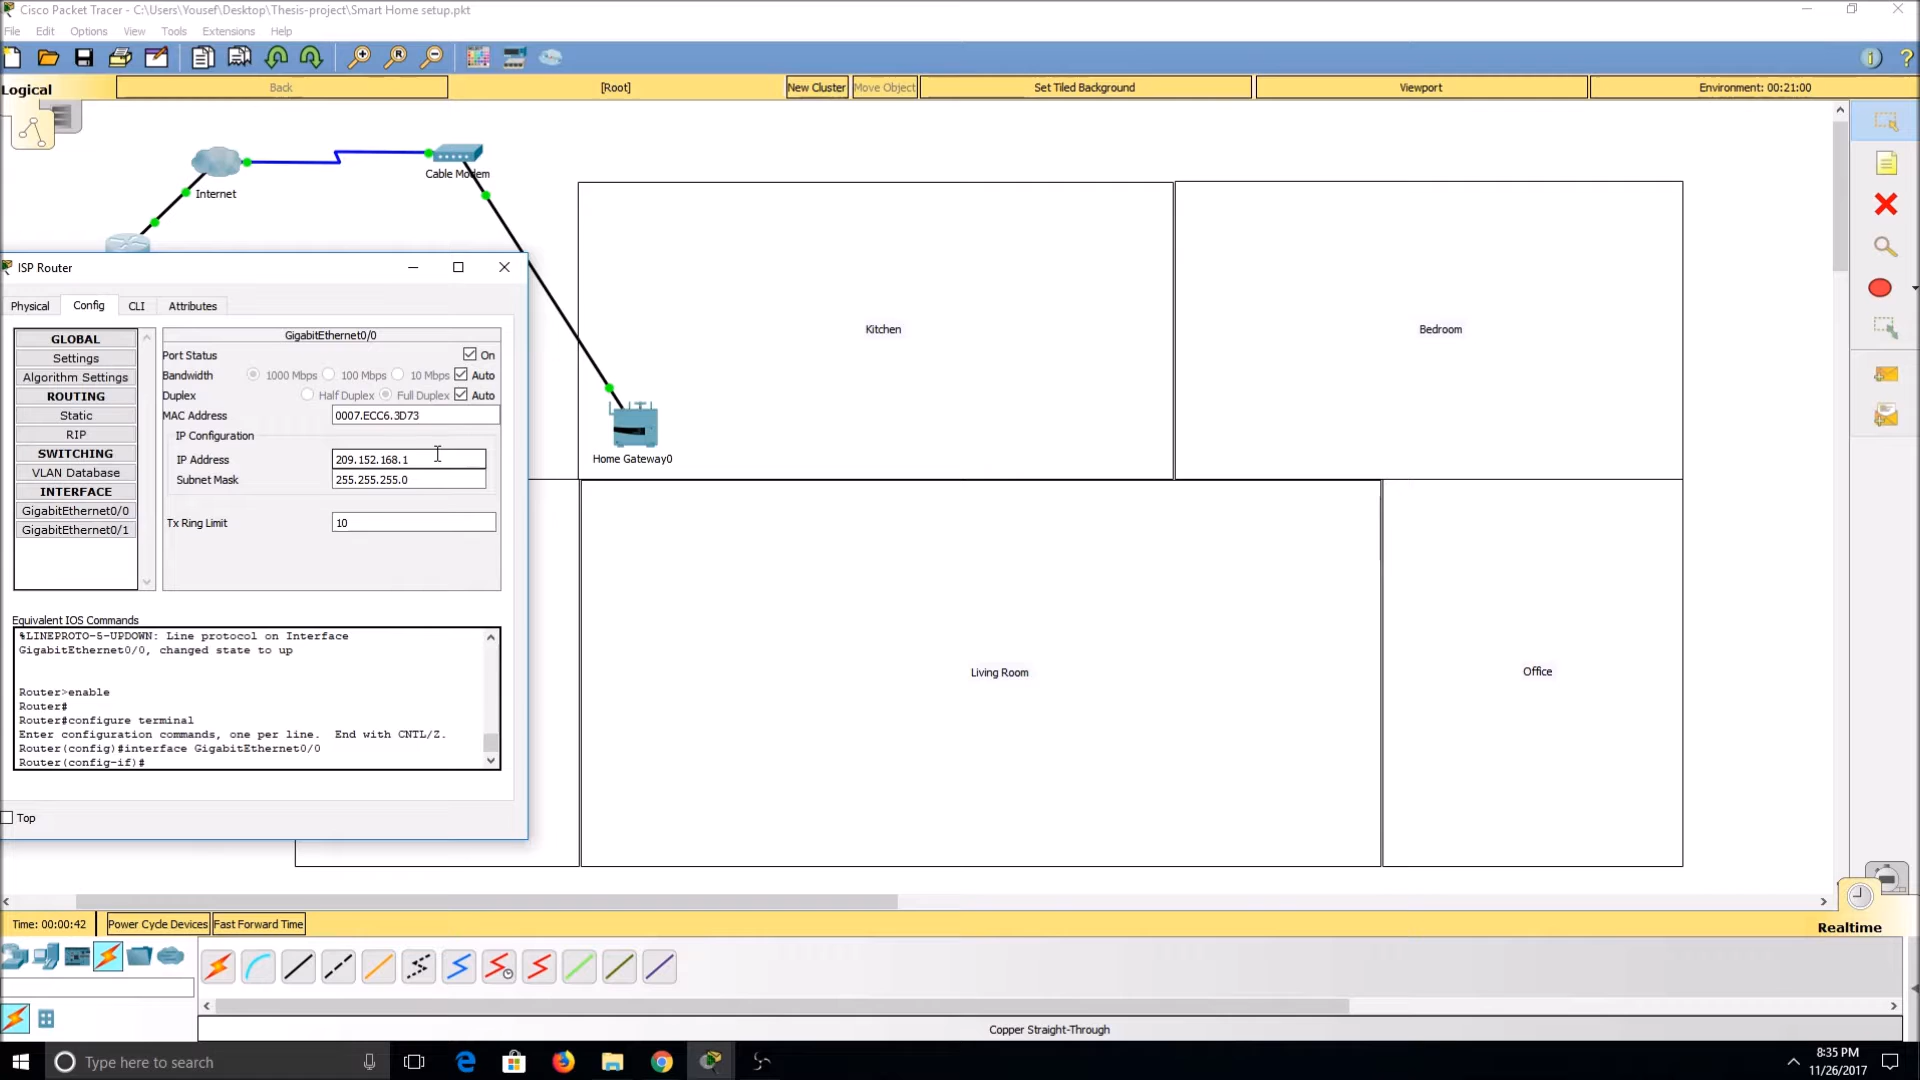 Cisco Packet Tracer - C:\Users\Yousef\Desktop\Thesis-project\Smart Home setup.pkt
File Edit Options View Tools Extensions Help
Logical Back [Root] New Cluster Move Object Set Tiled Background Viewport Environment: 00:21:00
Internet
Cable Modem
Kitchen
Bedroom
Home Gateway0
Living Room
Office
ISP Router
Physical Config CLI Attributes
GLOBAL
Settings
Algorithm Settings
ROUTING
Static
RIP
SWITCHING
VLAN Database
INTERFACE
GigabitEthernet0/0
GigabitEthernet0/1
GigabitEthernet0/0
Port Status On
Bandwidth 1000 Mbps 100 Mbps 10 Mbps Auto
Duplex Half Duplex Full Duplex Auto
MAC Address 0007.ECC6.3D73
IP Configuration
IP Address 209.152.168.1
Subnet Mask 255.255.255.0
Tx Ring Limit 10
Equivalent IOS Commands
%LINEPROTO-5-UPDOWN: Line protocol on Interface
GigabitEthernet0/0, changed state to up
Router>enable
Router#
Router#configure terminal
Enter configuration commands, one per line. End with CNTL/Z.
Router(config)#interface GigabitEthernet0/0
Router(config-if)#
Top
Time: 00:00:42 Power Cycle Devices Fast Forward Time Realtime
Copper Straight-Through
Type here to search
8:35 PM
11/26/2017